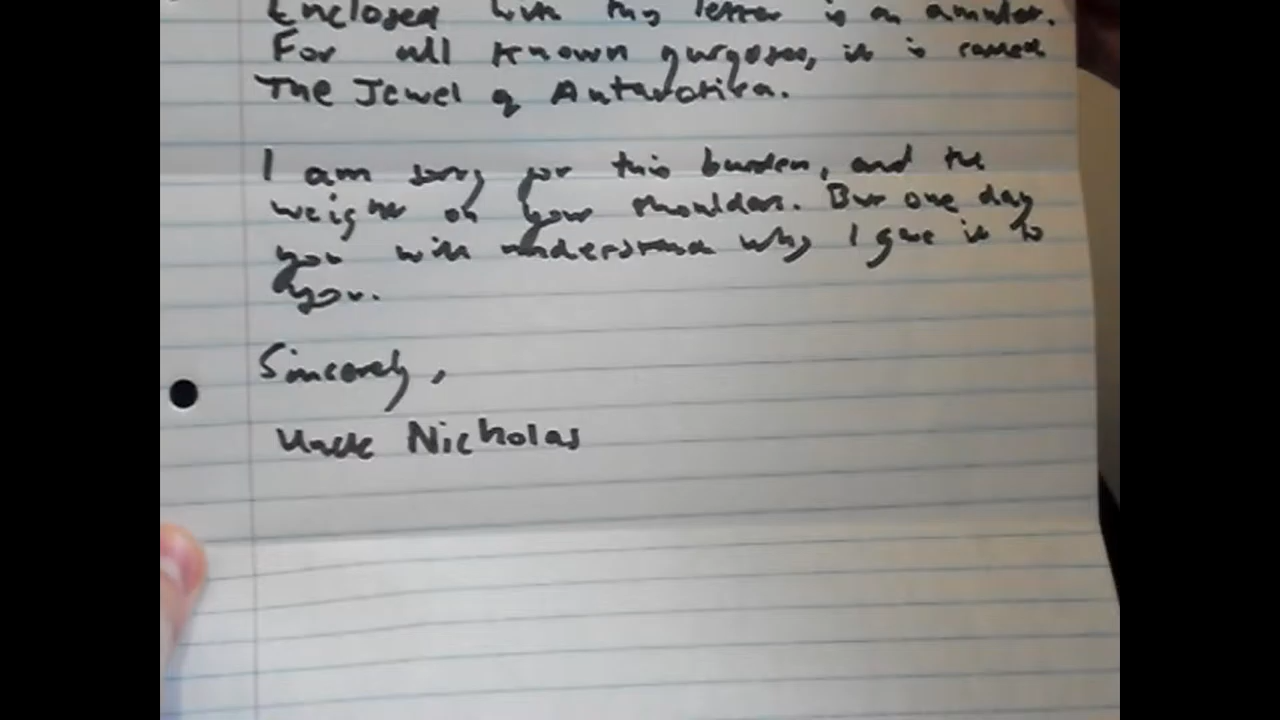 Enclosed with my letter is an amulet.
For all known purposes, it is called
The Jewel of Antarctica.
I am sorry for this burden, and the
weight on your shoulders. But one day
you will understand why I gave it to
you.
Sincerely,
Uncle Nicholas